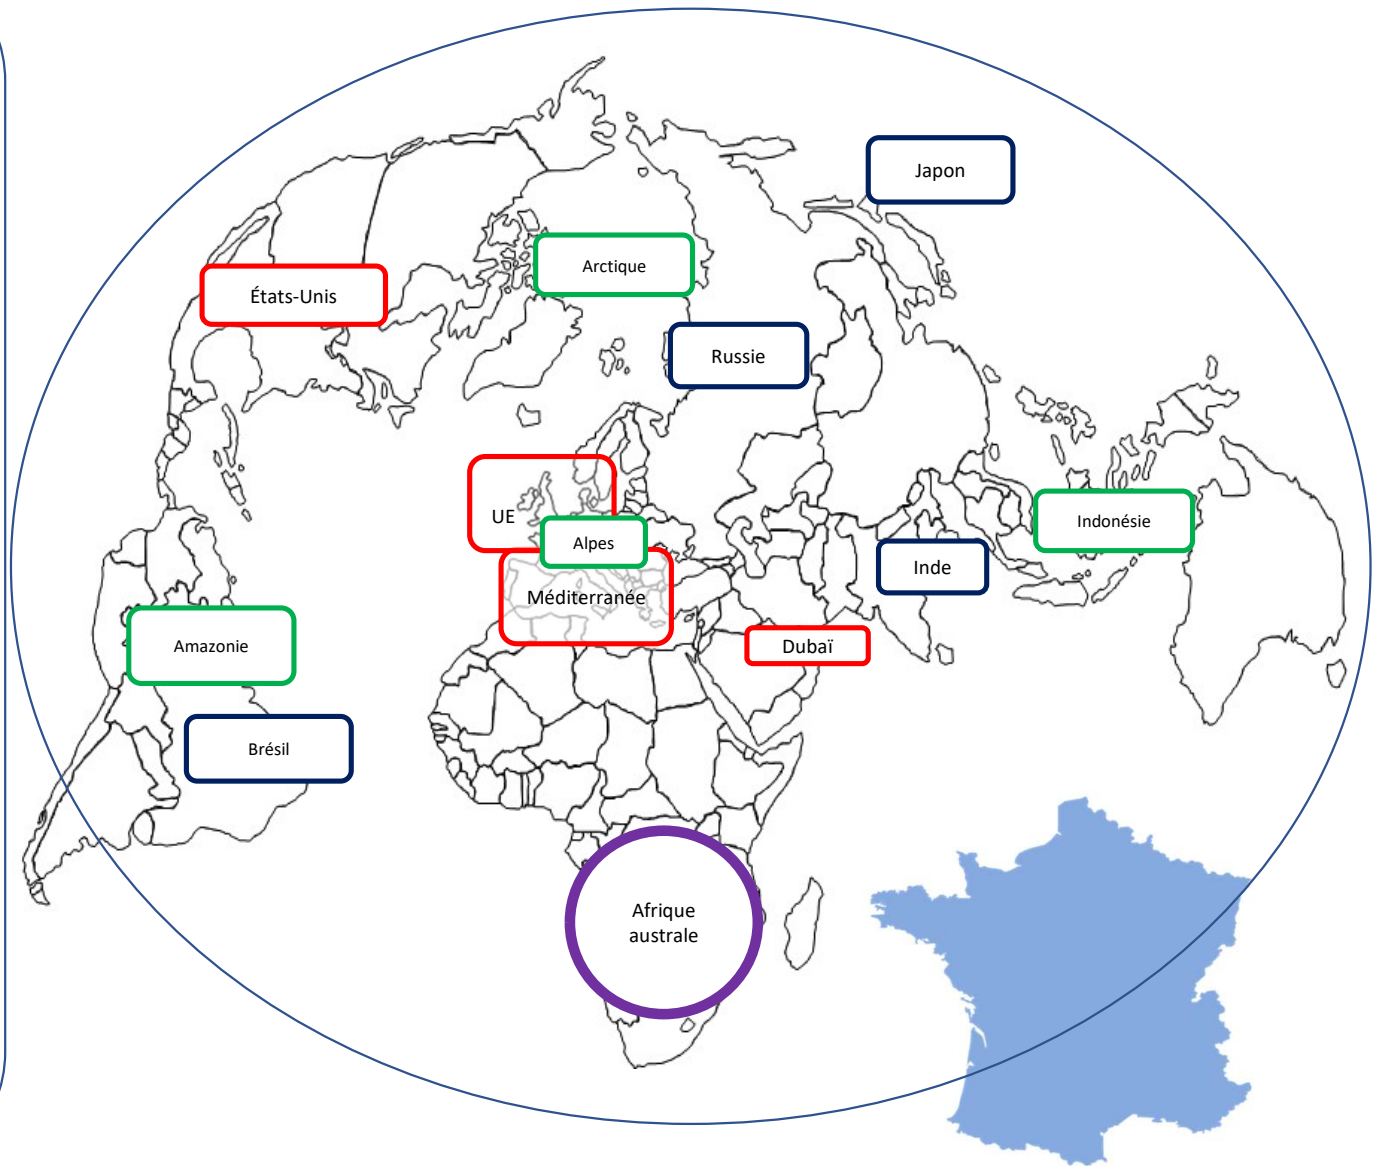 Japon
Arctique
États-Unis
Russie
UE
Alpes
Indonésie
Inde
Méditerranée
Amazonie
Dubaï
Brésil
Afrique
australe